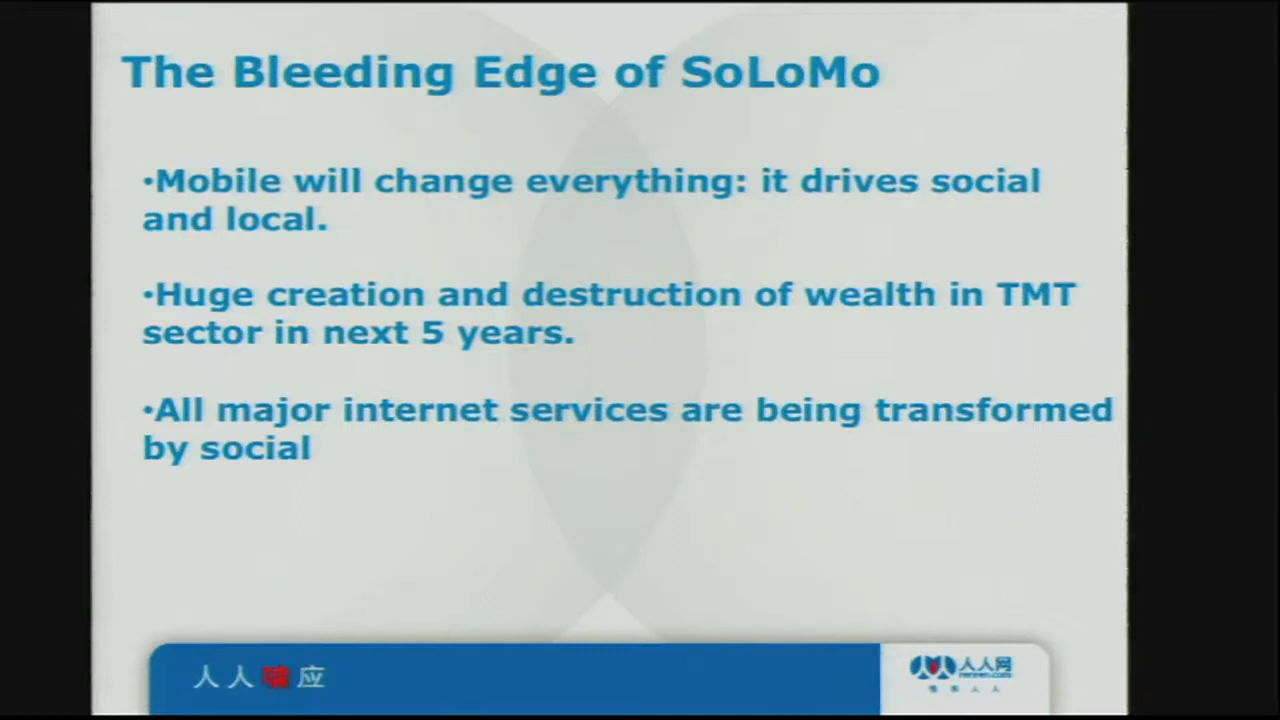 The Bleeding Edge of SoLoMo
•Mobile will change everything: it drives social
and local.
•Huge creation and destruction of wealth in TMT
sector in next 5 years.
•All major internet services are being transformed
by social
人人 应
人人网
renren.com